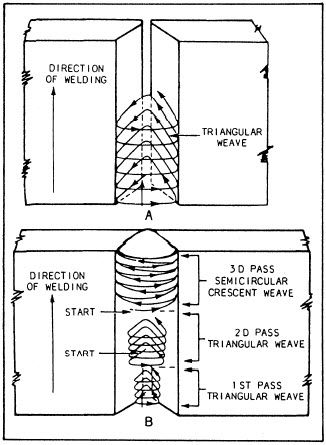 DIRECTION
OF WELDING
TRIANGULAR
WEAVE
A
DIRECTION
OF WELDING
3D PASS
SEMICIRCULAR
CRESCENT WEAVE
START
2D PASS
TRIANGULAR WEAVE
START
1ST PASS
TRIANGULAR WEAVE
B